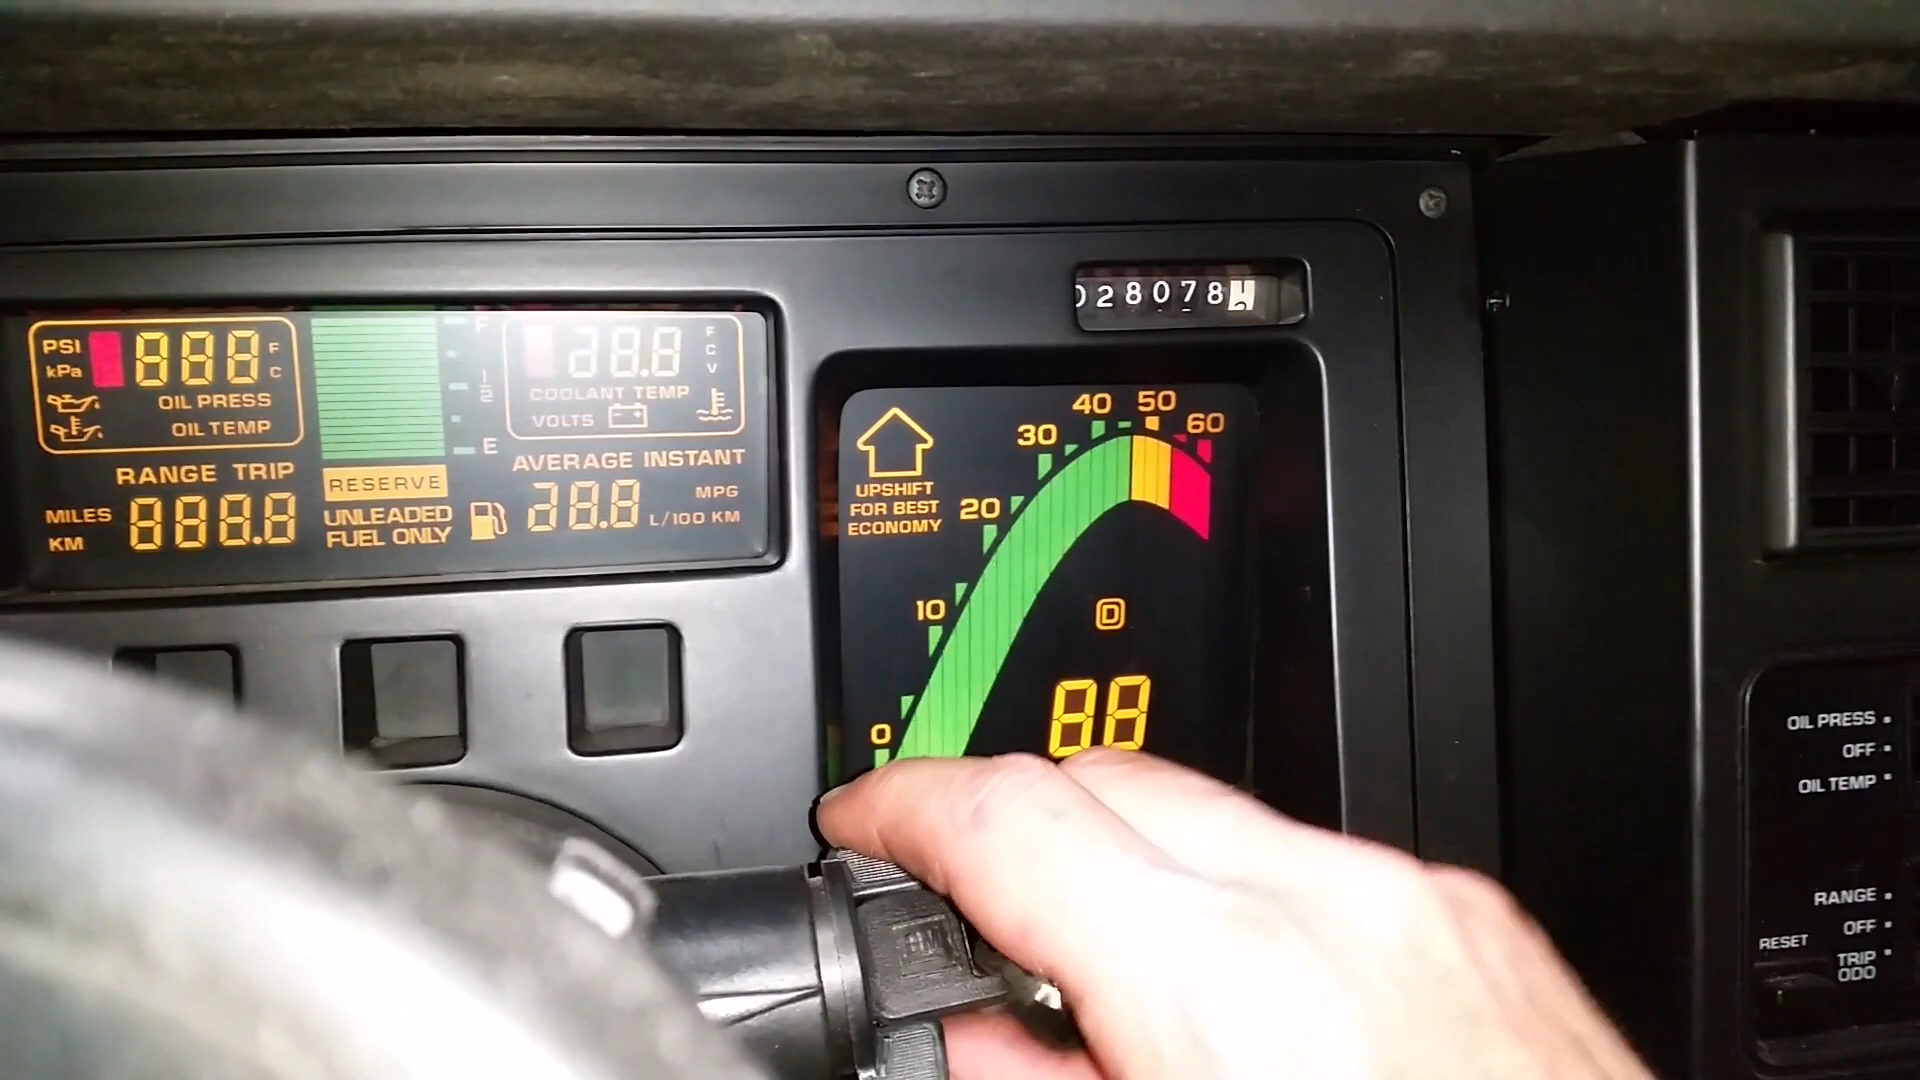 028078
PSI
kPa
888
F
C
OIL PRESS
OIL TEMP
RANGE TRIP
MILES
KM
888.8
F
1/2
E
RESERVE
UNLEADED
FUEL ONLY
28.8
F
C
V
COOLANT TEMP
VOLTS
AVERAGE INSTANT
28.8
MPG
L/100 KM
UPSHIFT
FOR BEST
ECONOMY
0
10
20
30
40
50
60
D
88
GM
OIL PRESS
OFF
OIL TEMP
RANGE
OFF
RESET
TRIP
ODO